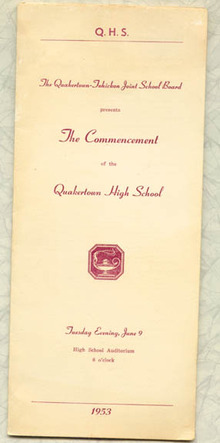 Q.H.S.
The Quakertown-Tohickon Joint School Board
presents
The Commencement
of the
Quakertown High School
Tuesday Evening, June 9
High School Auditorium
8 o'clock
1953